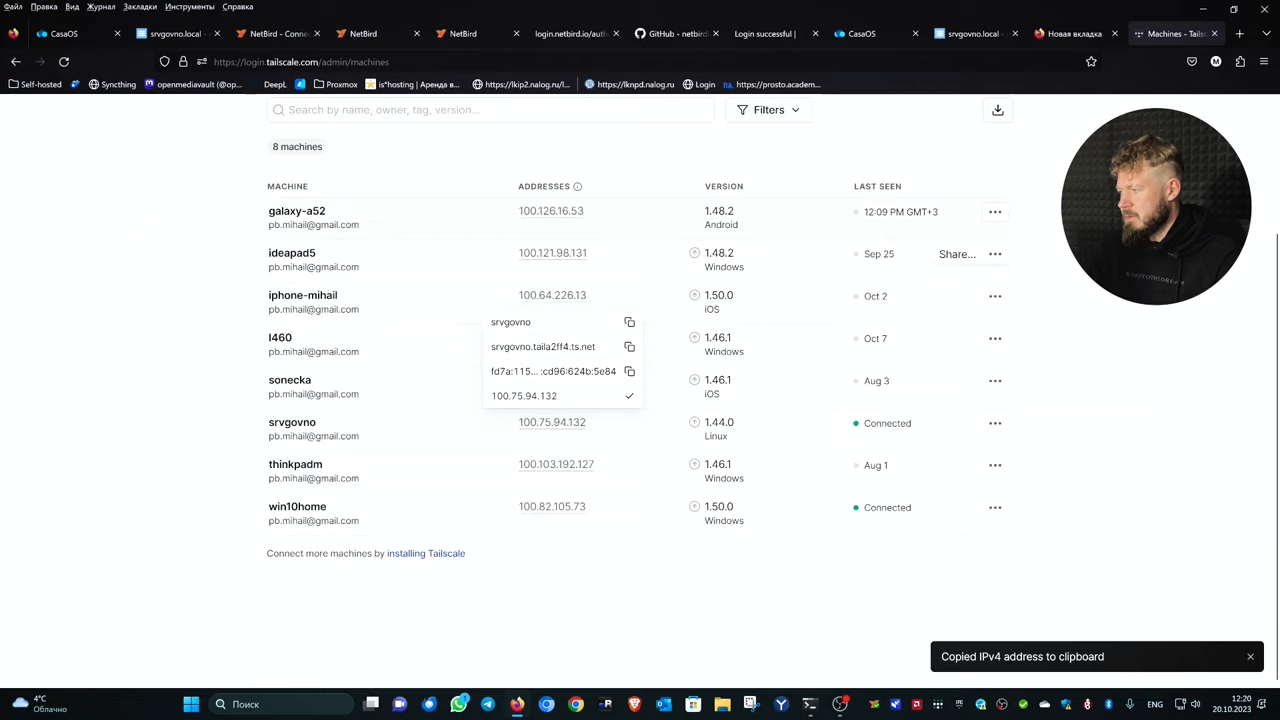 Файл Правка Вид Журнал Закладки Инструменты Справка
CasaOS
srvgovno.local -
NetBird - Conne
NetBird
NetBird
login.netbird.io/auth
GitHub - netbird
Login successful |
CasaOS
srvgovno.local -
Новая вкладка
Machines - Tails
https://login.tailscale.com/admin/machines
M
Self-hosted
Syncthing
openmediavault (@op...
DeepL
Proxmox
is*hosting | Аренда в...
https://lkip2.nalog.ru/l...
https://lknpd.nalog.ru
Login
https://prosto.academ...
Search by name, owner, tag, version...
Filters
8 machines
MACHINE ADDRESSES VERSION LAST SEEN
galaxy-a52 100.126.16.53 1.48.2 12:09 PM GMT+3
pb.mihail@gmail.com Android
ideapad5 100.121.98.131 1.48.2 Sep 25 Share...
pb.mihail@gmail.com Windows
iphone-mihail 100.64.226.13 1.50.0 Oct 2
pb.mihail@gmail.com iOS
srvgovno
l460 1.46.1 Oct 7
srvgovno.taila2ff4.ts.net
pb.mihail@gmail.com Windows
fd7a:115... :cd96:624b:5e84
sonecka 1.46.1 Aug 3
pb.mihail@gmail.com iOS
100.75.94.132
srvgovno 100.75.94.132 1.44.0 Connected
pb.mihail@gmail.com Linux
thinkpadm 100.103.192.127 1.46.1 Aug 1
pb.mihail@gmail.com Windows
win10home 100.82.105.73 1.50.0 Connected
pb.mihail@gmail.com Windows
Connect more machines by installing Tailscale
Copied IPv4 address to clipboard
4°C
Облачно
Поиск
ENG
12:20
20.10.2023